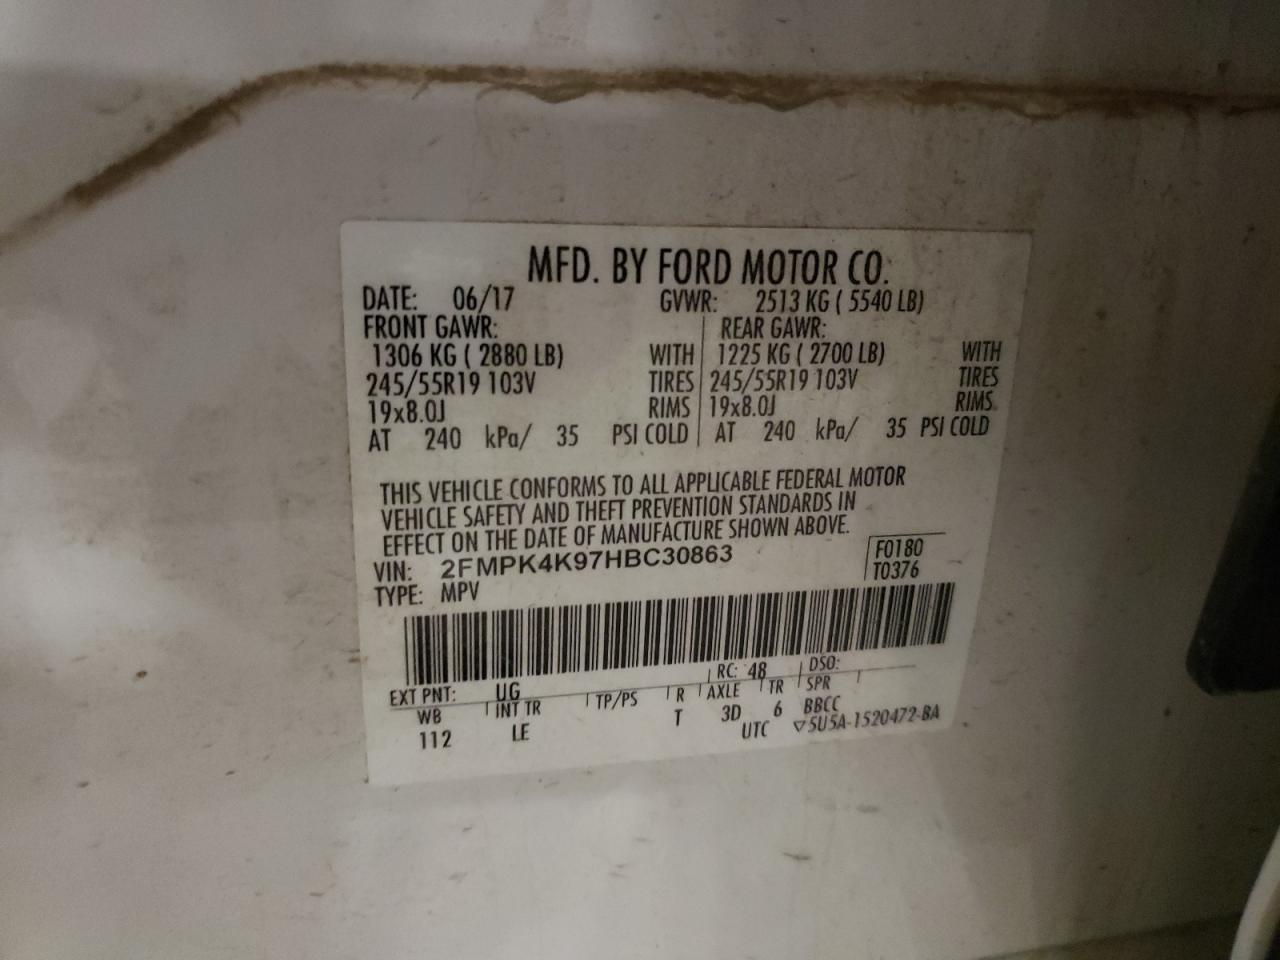 MFD. BY FORD MOTOR CO.
DATE: 06/17 GVWR: 2513 KG ( 5540 LB)
FRONT GAWR: REAR GAWR:
1306 KG ( 2880 LB) WITH 1225 KG ( 2700 LB) WITH
245/55R19 103V TIRES 245/55R19 103V TIRES
19x8.0J RIMS 19x8.0J RIMS
AT 240 kPa/ 35 PSI COLD AT 240 kPa/ 35 PSI COLD
THIS VEHICLE CONFORMS TO ALL APPLICABLE FEDERAL MOTOR
VEHICLE SAFETY AND THEFT PREVENTION STANDARDS IN
EFFECT ON THE DATE OF MANUFACTURE SHOWN ABOVE.
VIN: 2FMPK4K97HBC30863 F0180
TYPE: MPV T0376
EXT PNT: UG RC: 48 DSO:
WB INT TR TP/PS R AXLE TR SPR
112 LE T 3D 6 BBCC
UTC ▽5U5A-1520472-BA